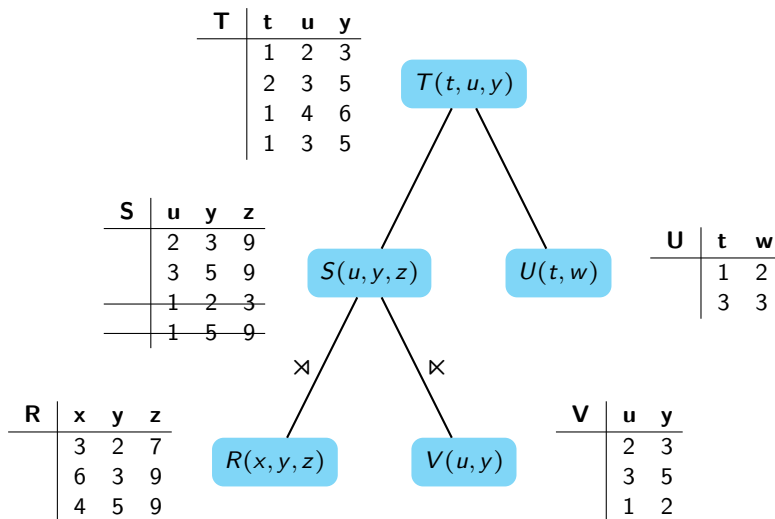 T t u y
1 2 3
2 3 5
1 4 6
1 3 5
T(t, u, y)
S u y z
2 3 9
3 5 9
1 2 3
1 5 9
S(u, y, z)
U(t, w)
U t w
1 2
3 3
⋊
⋉
R x y z
3 2 7
6 3 9
4 5 9
R(x, y, z)
V(u, y)
V u y
2 3
3 5
1 2